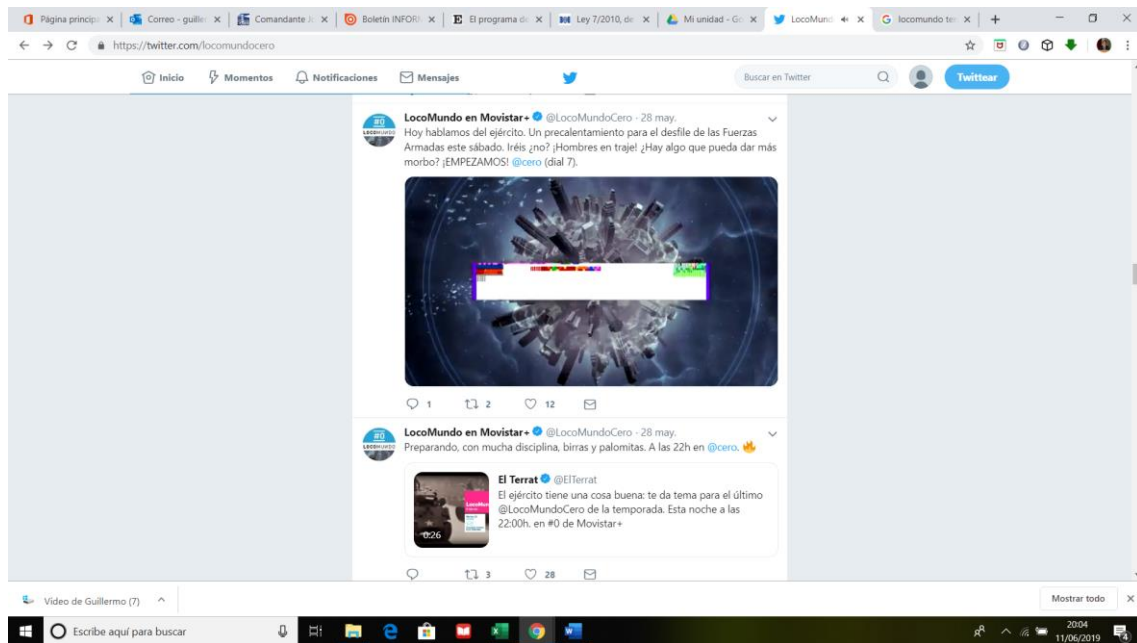 Página principa
Correo - guiller
Comandante J
Boletín INFORI
El programa de
Ley 7/2010, de
Mi unidad - Go
LocoMund
locomundo te
https://twitter.com/locomundocero
Inicio
Momentos
Notificaciones
Mensajes
Buscar en Twitter
Twittear
LocoMundo en Movistar+ @LocoMundoCero · 28 may.
Hoy hablamos del ejército. Un precalentamiento para el desfile de las Fuerzas
Armadas este sábado. Iréis ¿no? ¡Hombres en traje! ¿Hay algo que pueda dar más
morbo? ¡EMPEZAMOS! @cero (dial 7).
1 2 12
LocoMundo en Movistar+ @LocoMundoCero · 28 may.
Preparando, con mucha disciplina, birras y palomitas. A las 22h en @cero.
El Terrat @ElTerrat
El ejército tiene una cosa buena: te da tema para el último
@LocoMundoCero de la temporada. Esta noche a las
22:00h. en #0 de Movistar+
0:26
3 28
Video de Guillermo (7)
Mostrar todo
Escribe aquí para buscar
20:04
11/06/2019